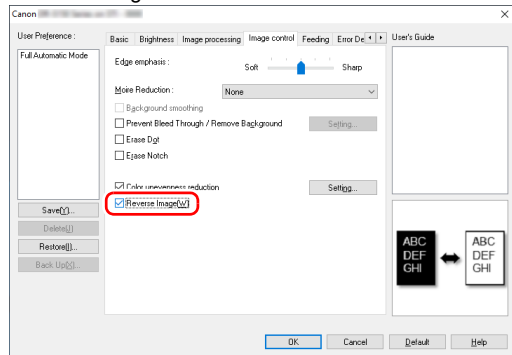 Canon
User Preference :
Full Automatic Mode
Save(Y)...
Delete(J)
Restore(I)...
Back Up(X)...
Basic
Brightness
Image processing
Image control
Feeding
Error De
Edge emphasis :
Soft
Sharp
Moire Reduction :
None
Background smoothing
Prevent Bleed Through / Remove Background
Setting...
Erase Dot
Erase Notch
Color unevenness reduction
Setting...
Reverse Image(W)
User's Guide
ABC
DEF
GHI
ABC
DEF
GHI
OK
Cancel
Default
Help